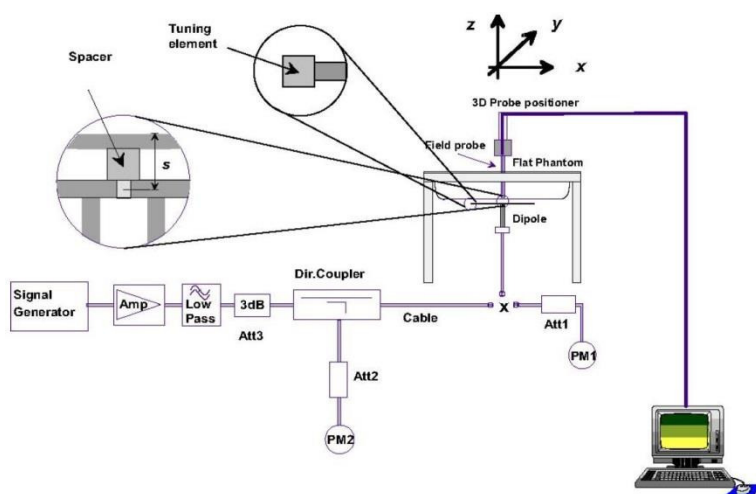 Tuning
element
Spacer
s
z
y
x
3D Probe positioner
Field probe
Flat Phantom
Dipole
Dir.Coupler
Signal
Generator
Amp
Low
Pass
3dB
Att3
Cable
x
Att1
PM1
Att2
PM2